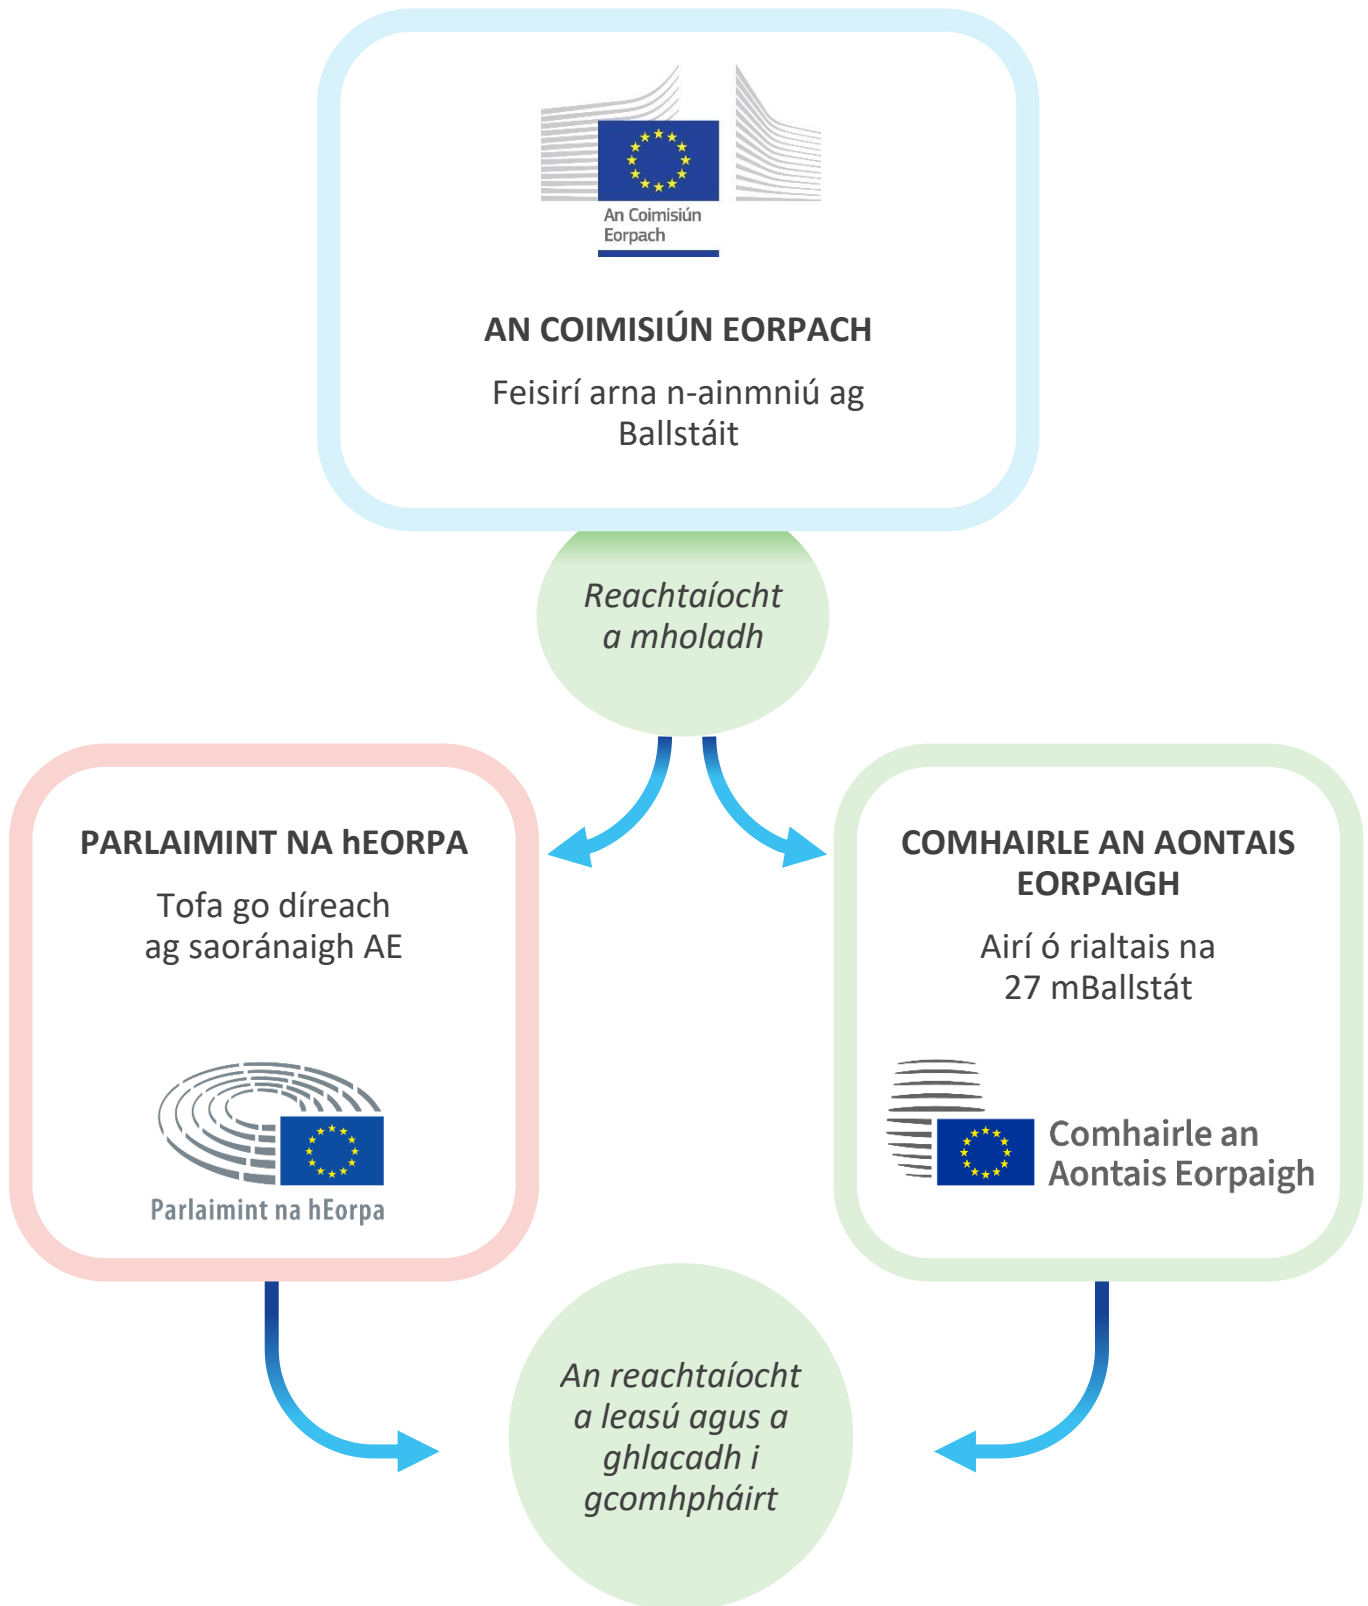 An Coimisiún
Eorpach
AN COIMISIÚN EORPACH
Feisirí arna n-ainmniú ag
Ballstáit
Reachtaíocht
a mholadh
PARLAIMINT NA hEORPA
Tofa go díreach
ag saoránaigh AE
Parlaimint na hEorpa
COMHAIRLE AN AONTAIS
EORPAIGH
Airí ó rialtais na
27 mBallstát
Comhairle an
Aontais Eorpaigh
An reachtaíocht
a leasú agus a
ghlacadh i
gcomhpháirt